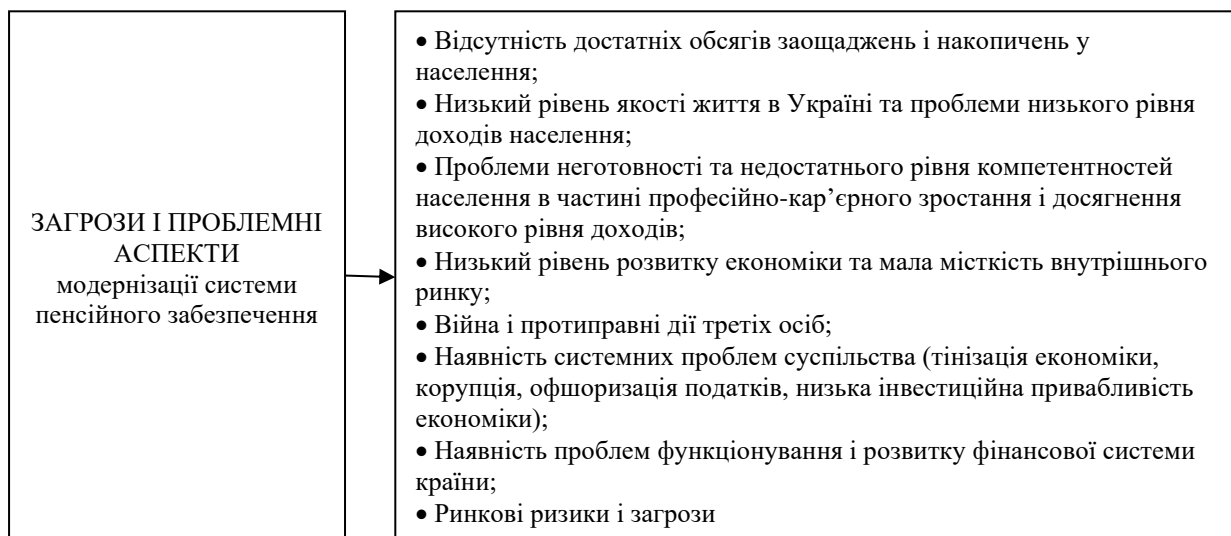 ЗАГРОЗИ І ПРОБЛЕМНІ
АСПЕКТИ
модернізації системи
пенсійного забезпечення
• Відсутність достатніх обсягів заощаджень і накопичень у
населення;
• Низький рівень якості життя в Україні та проблеми низького рівня
доходів населення;
• Проблеми неготовності та недостатнього рівня компетентностей
населення в частині професійно-кар’єрного зростання і досягнення
високого рівня доходів;
• Низький рівень розвитку економіки та мала місткість внутрішнього
ринку;
• Війна і протиправні дії третіх осіб;
• Наявність системних проблем суспільства (тінізація економіки,
корупція, офшоризація податків, низька інвестиційна привабливість
економіки);
• Наявність проблем функціонування і розвитку фінансової системи
країни;
• Ринкові ризики і загрози